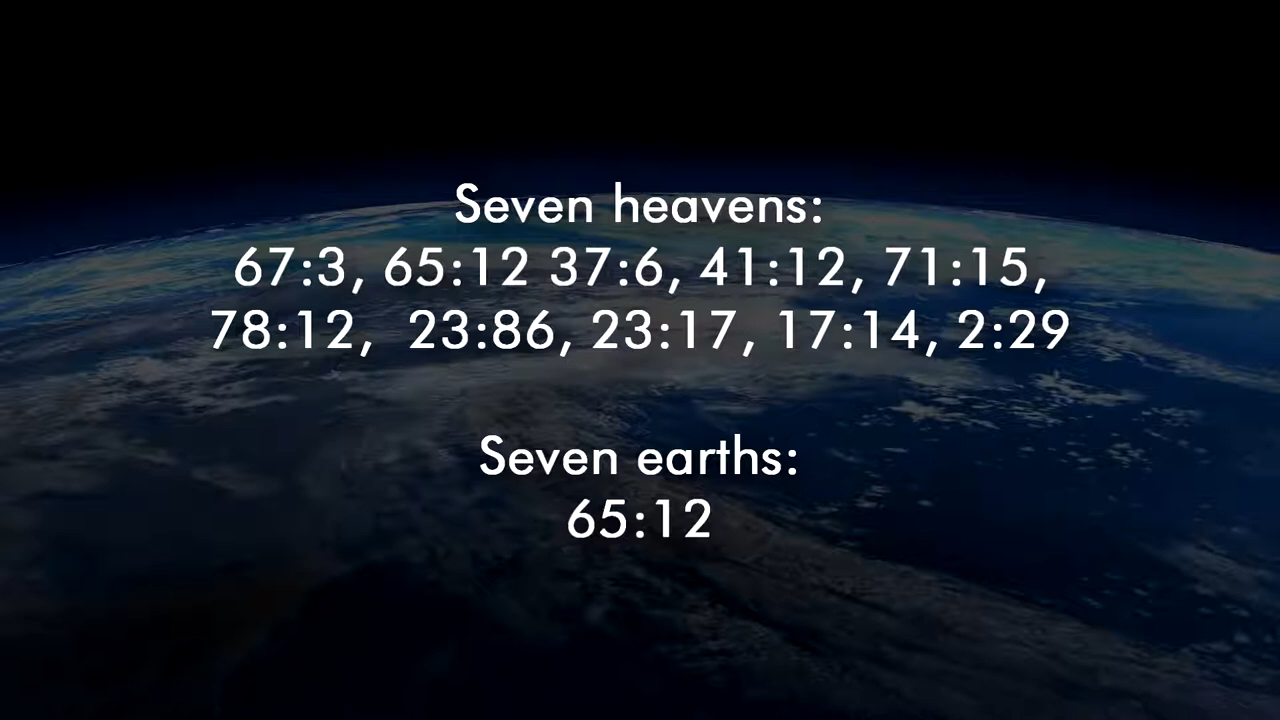 Seven heavens:
67:3, 65:12 37:6, 41:12, 71:15,
78:12,  23:86, 23:17, 17:14, 2:29
Seven earths:
65:12